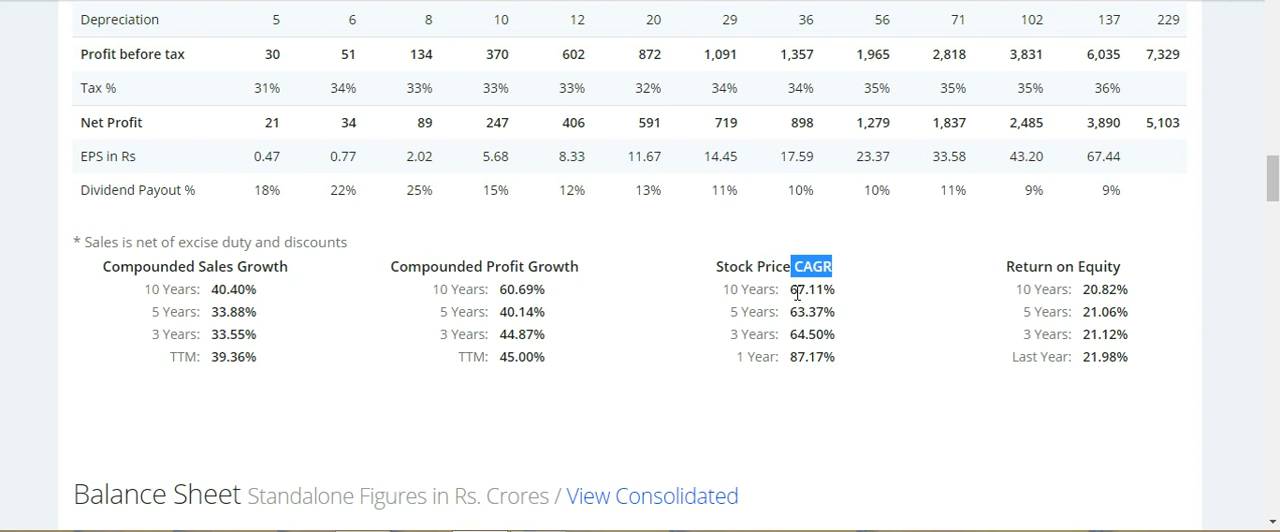 Depreciation 5 6 8 10 12 20 29 36 56 71 102 137 229
Profit before tax 30 51 134 370 602 872 1,091 1,357 1,965 2,818 3,831 6,035 7,329
Tax % 31% 34% 33% 33% 33% 32% 34% 34% 35% 35% 35% 36%
Net Profit 21 34 89 247 406 591 719 898 1,279 1,837 2,485 3,890 5,103
EPS in Rs 0.47 0.77 2.02 5.68 8.33 11.67 14.45 17.59 23.37 33.58 43.20 67.44
Dividend Payout % 18% 22% 25% 15% 12% 13% 11% 10% 10% 11% 9% 9%
* Sales is net of excise duty and discounts
Compounded Sales Growth Compounded Profit Growth Stock Price CAGR Return on Equity
10 Years: 40.40% 10 Years: 60.69% 10 Years: 67.11% 10 Years: 20.82%
5 Years: 33.88% 5 Years: 40.14% 5 Years: 63.37% 5 Years: 21.06%
3 Years: 33.55% 3 Years: 44.87% 3 Years: 64.50% 3 Years: 21.12%
TTM: 39.36% TTM: 45.00% 1 Year: 87.17% Last Year: 21.98%
Balance Sheet Standalone Figures in Rs. Crores / View Consolidated